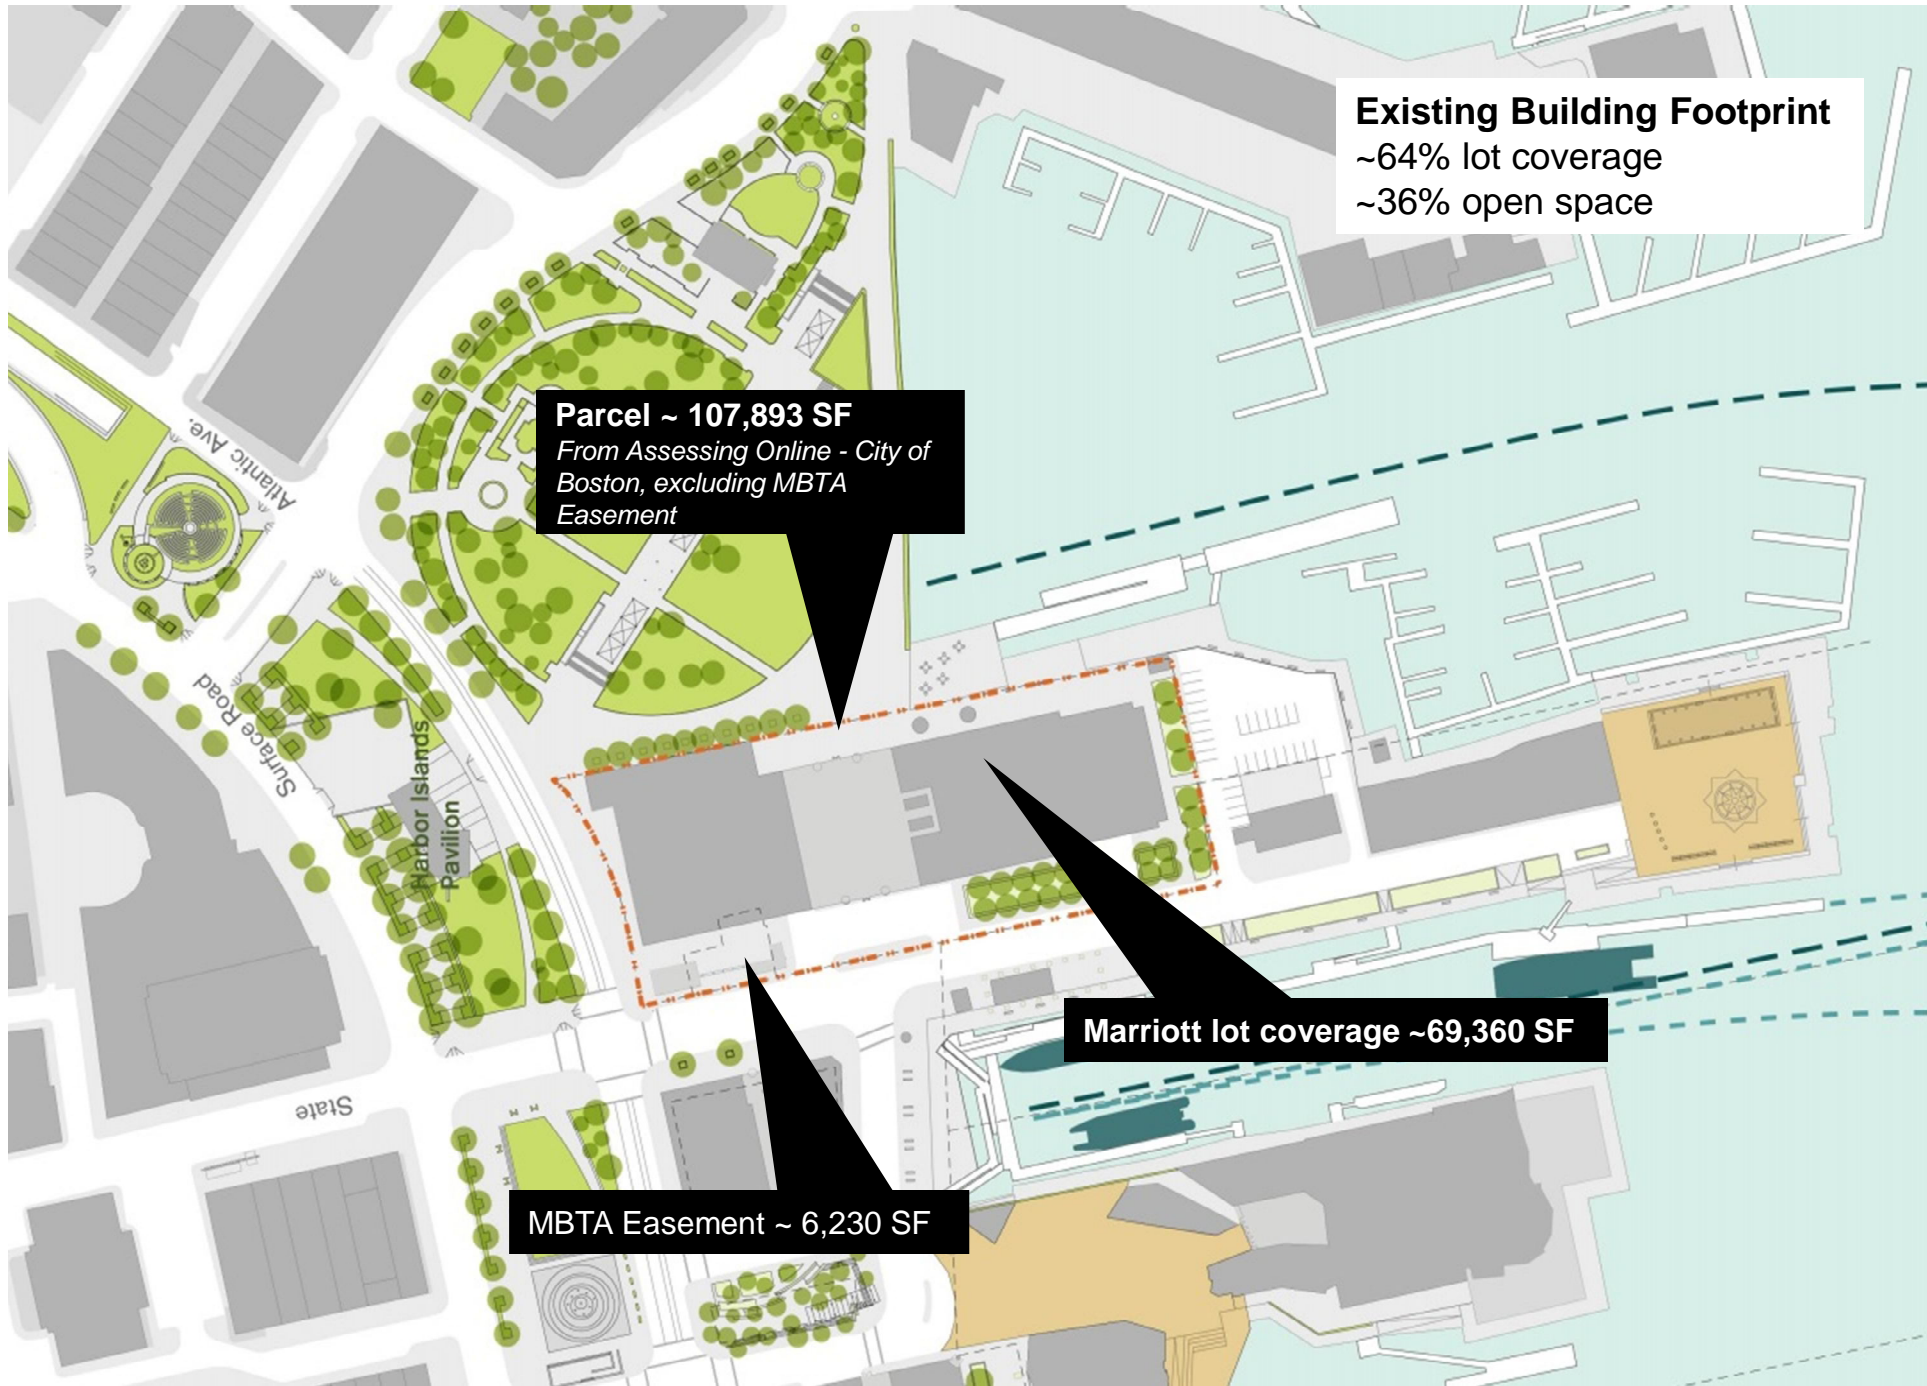 Existing Building Footprint
~64% lot coverage
~36% open space
Parcel ~ 107,893 SF
From Assessing Online - City of
Boston, excluding MBTA
Easement
Atlantic Ave.
Surface Road
Harbor Islands
Pavilion
Marriott lot coverage ~69,360 SF
State
MBTA Easement ~ 6,230 SF